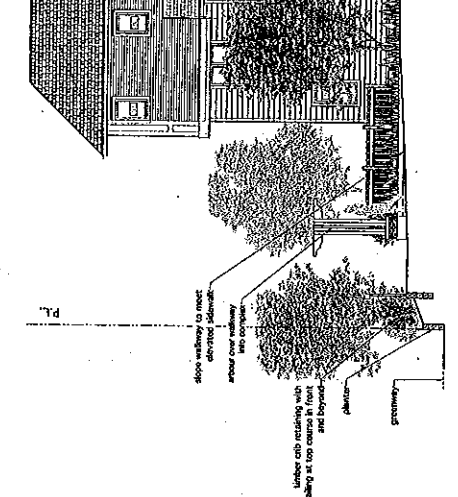 P.L.
slope walkway to meet
elevated sidewalk
arbour over walkway
into complex
timber crib retaining with
railing at top course in front
and beyond
planter
greenway